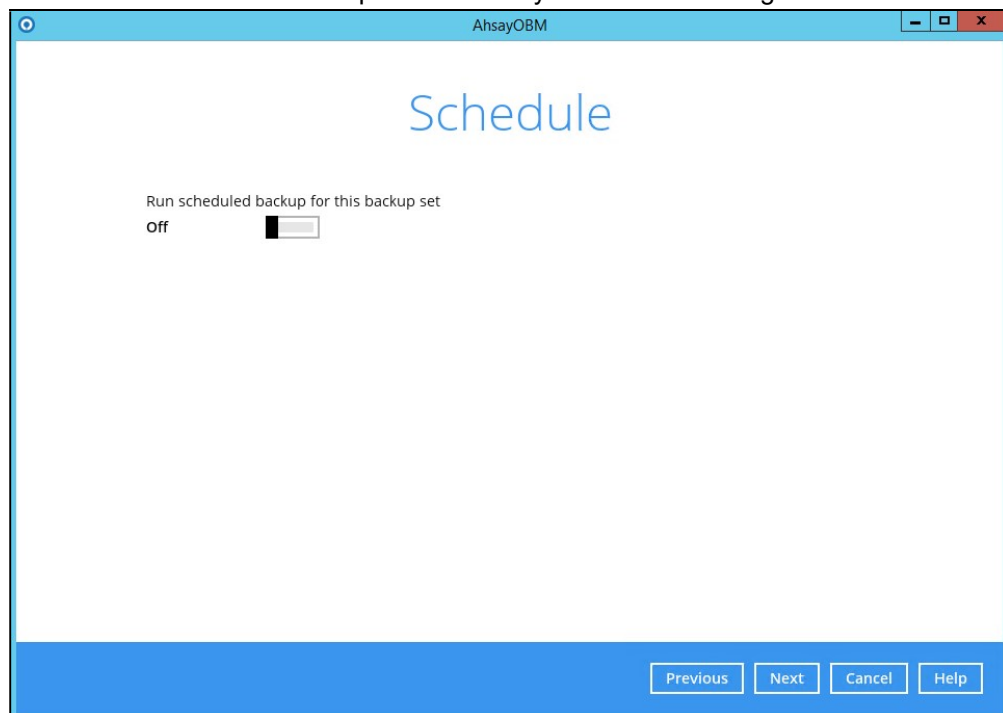 AhsayOBM
X
Schedule
Run scheduled backup for this backup set
Off
Previous Next Cancel Help